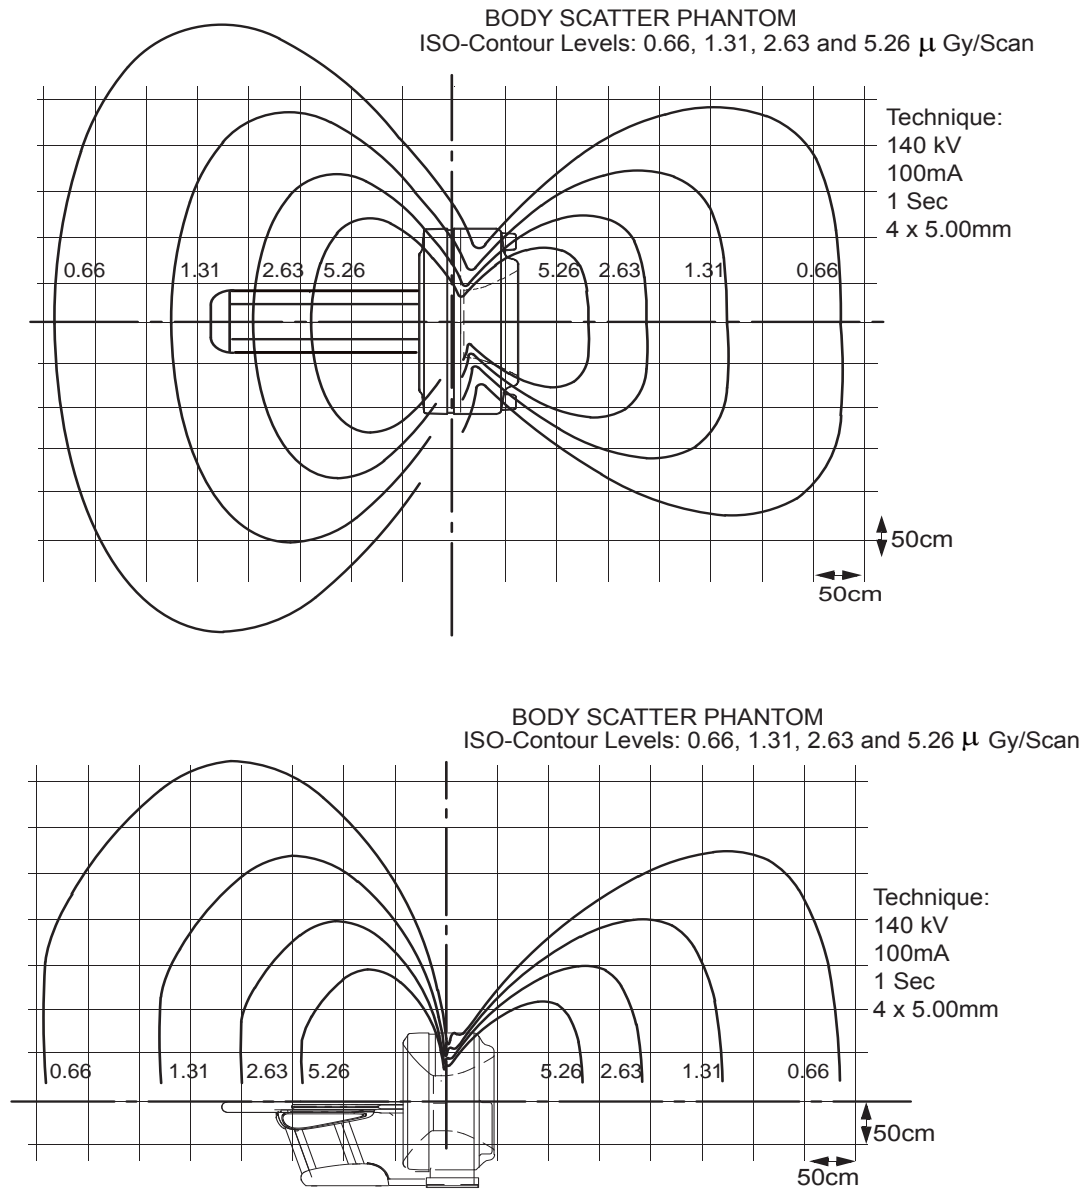 BODY SCATTER PHANTOM
ISO-Contour Levels: 0.66, 1.31, 2.63 and 5.26 μ Gy/Scan
Technique:
140 kV
100mA
1 Sec
4 x 5.00mm
0.66 1.31 2.63 5.26 5.26 2.63 1.31 0.66
50cm
50cm
BODY SCATTER PHANTOM
ISO-Contour Levels: 0.66, 1.31, 2.63 and 5.26 μ Gy/Scan
Technique:
140 kV
100mA
1 Sec
4 x 5.00mm
0.66 1.31 2.63 5.26 5.26 2.63 1.31 0.66
50cm
50cm